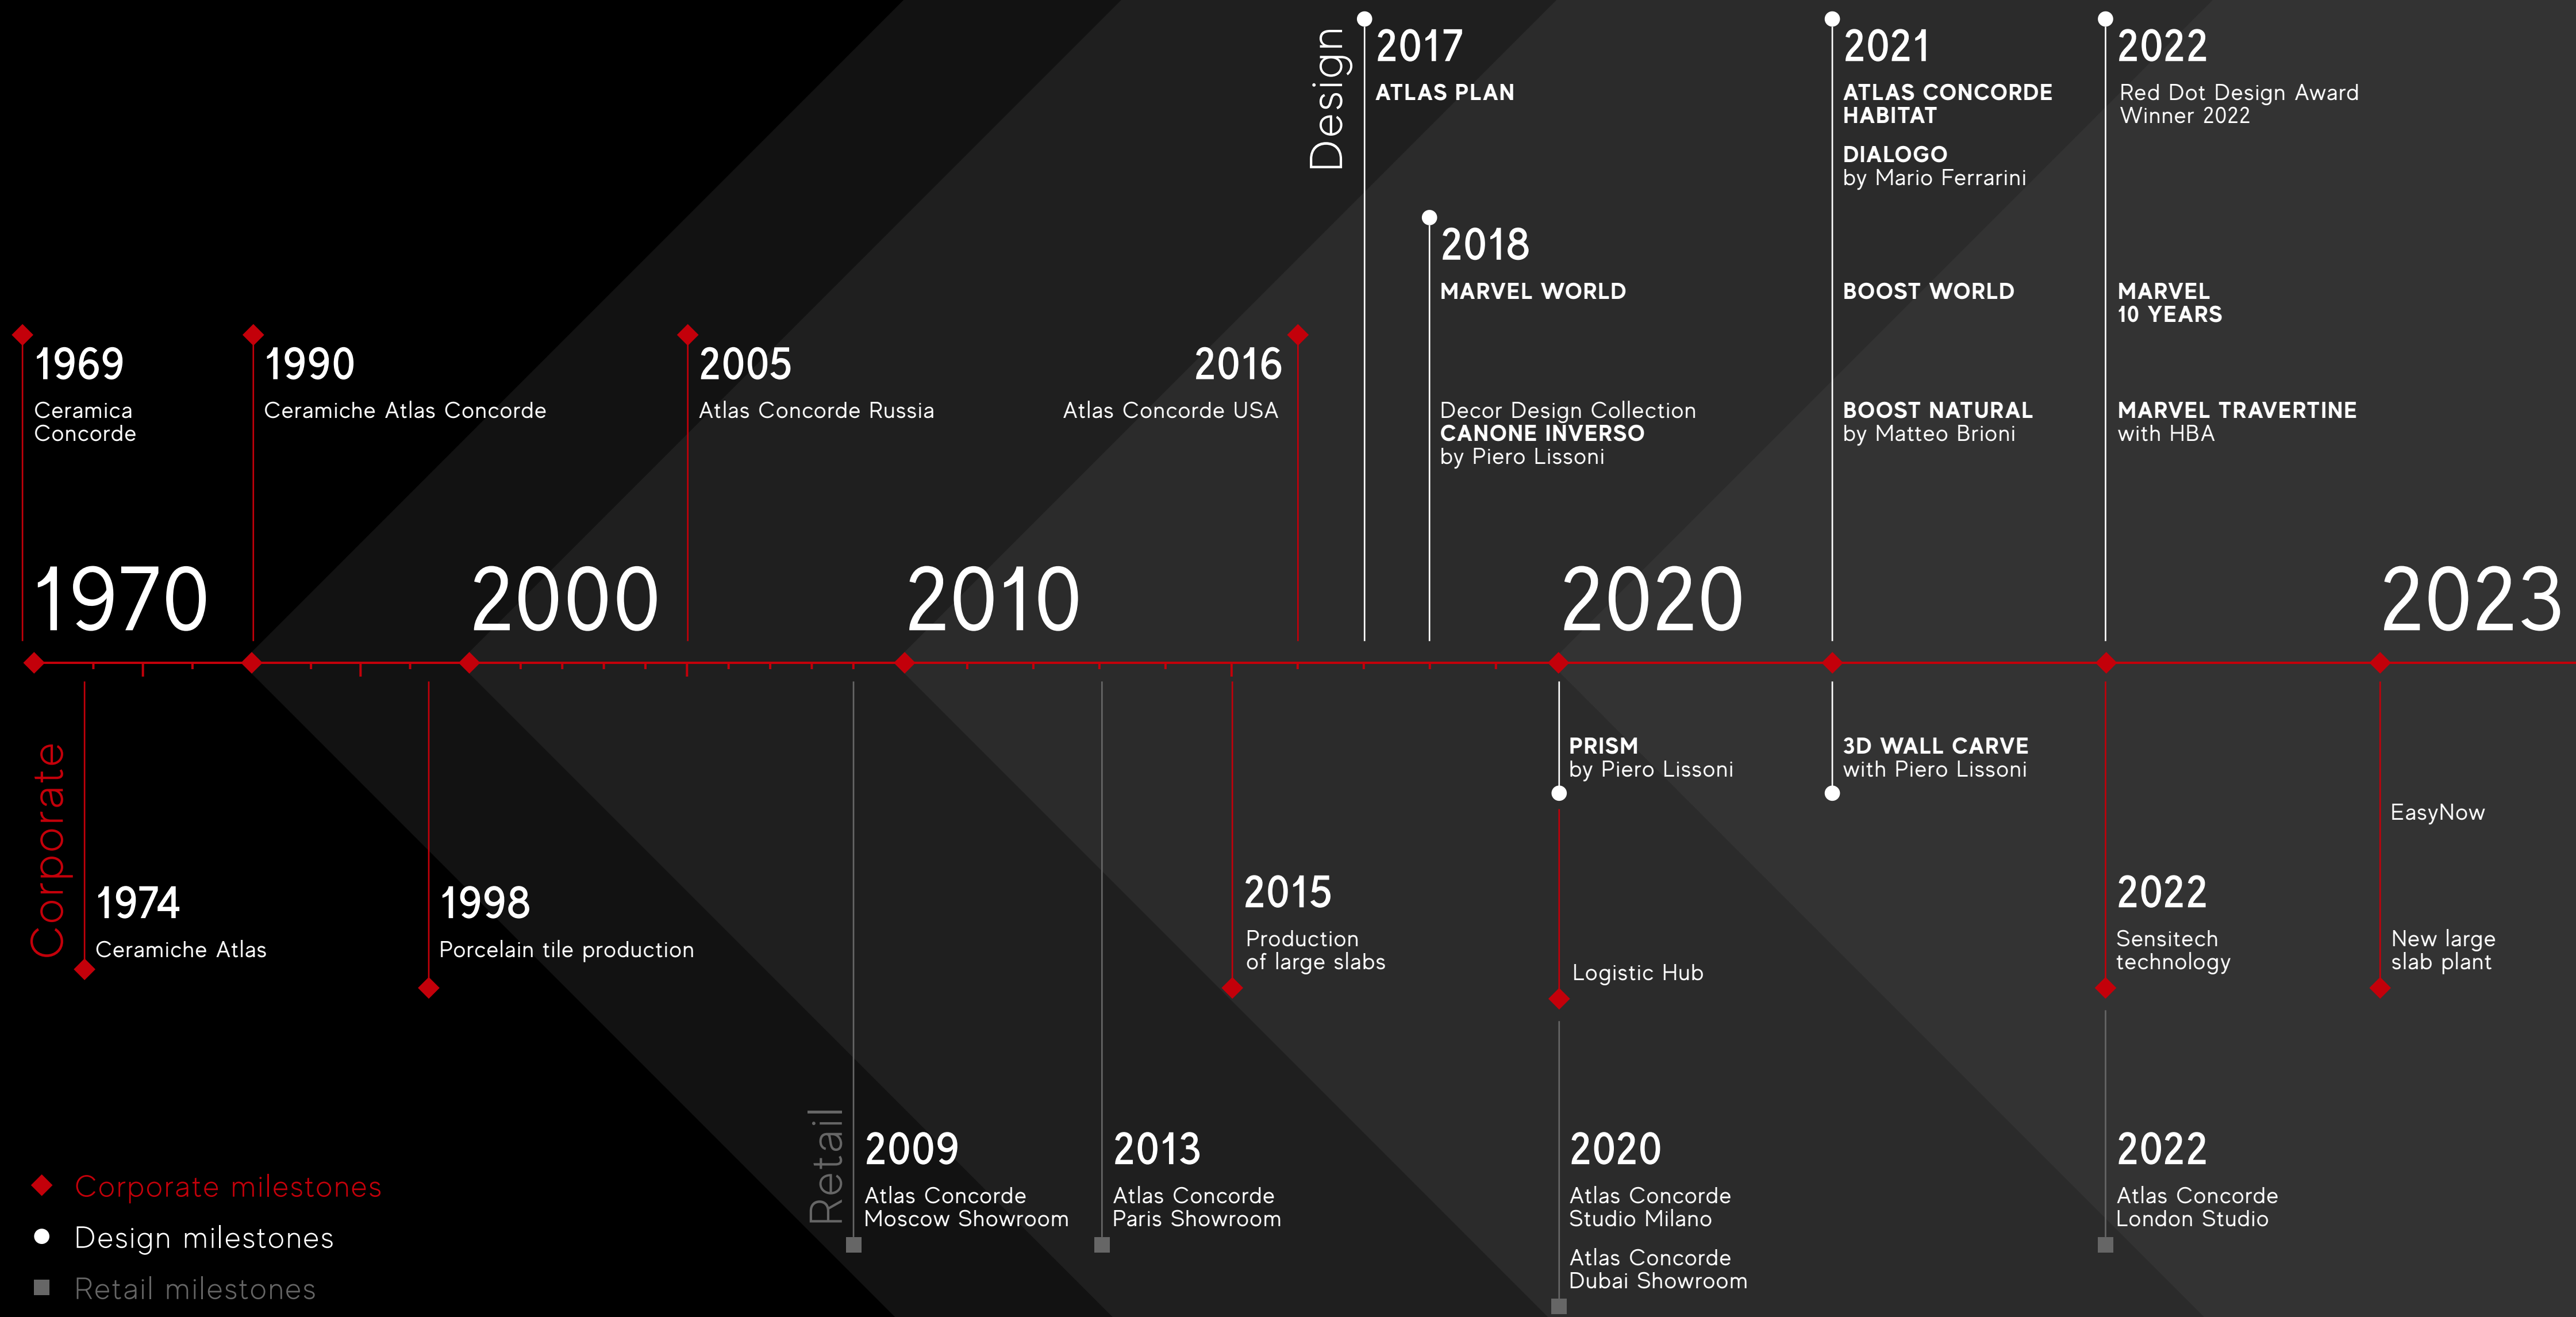 Design
2017
ATLAS PLAN
2021
ATLAS CONCORDE
HABITAT
DIALOGO
by Mario Ferrarini
2022
Red Dot Design Award
Winner 2022
2018
MARVEL WORLD
BOOST WORLD
MARVEL
10 YEARS
1969
Ceramica
Concorde
1990
Ceramiche Atlas Concorde
2005
Atlas Concorde Russia
2016
Atlas Concorde USA
Decor Design Collection
CANONE INVERSO
by Piero Lissoni
BOOST NATURAL
by Matteo Brioni
MARVEL TRAVERTINE
with HBA
1970
2000
2010
2020
2023
Corporate
1974
Ceramiche Atlas
1998
Porcelain tile production
2015
Production
of large slabs
PRISM
by Piero Lissoni
Logistic Hub
3D WALL CARVE
with Piero Lissoni
2022
Sensitech
technology
EasyNow
New large
slab plant
Retail
2009
Atlas Concorde
Moscow Showroom
2013
Atlas Concorde
Paris Showroom
2020
Atlas Concorde
Studio Milano
Atlas Concorde
Dubai Showroom
2022
Atlas Concorde
London Studio
Corporate milestones
Design milestones
Retail milestones